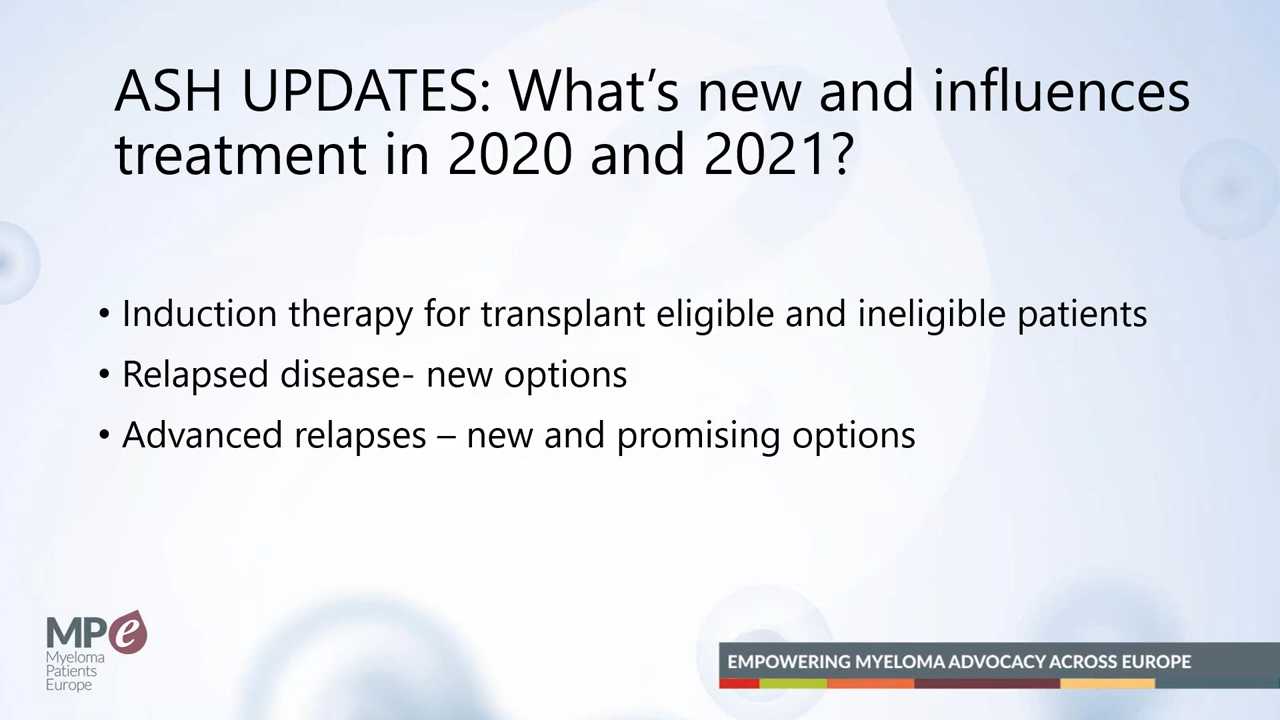 ASH UPDATES: What’s new and influences
treatment in 2020 and 2021?
• Induction therapy for transplant eligible and ineligible patients
• Relapsed disease- new options
• Advanced relapses – new and promising options
MPe
Myeloma
Patients
Europe
EMPOWERING MYELOMA ADVOCACY ACROSS EUROPE